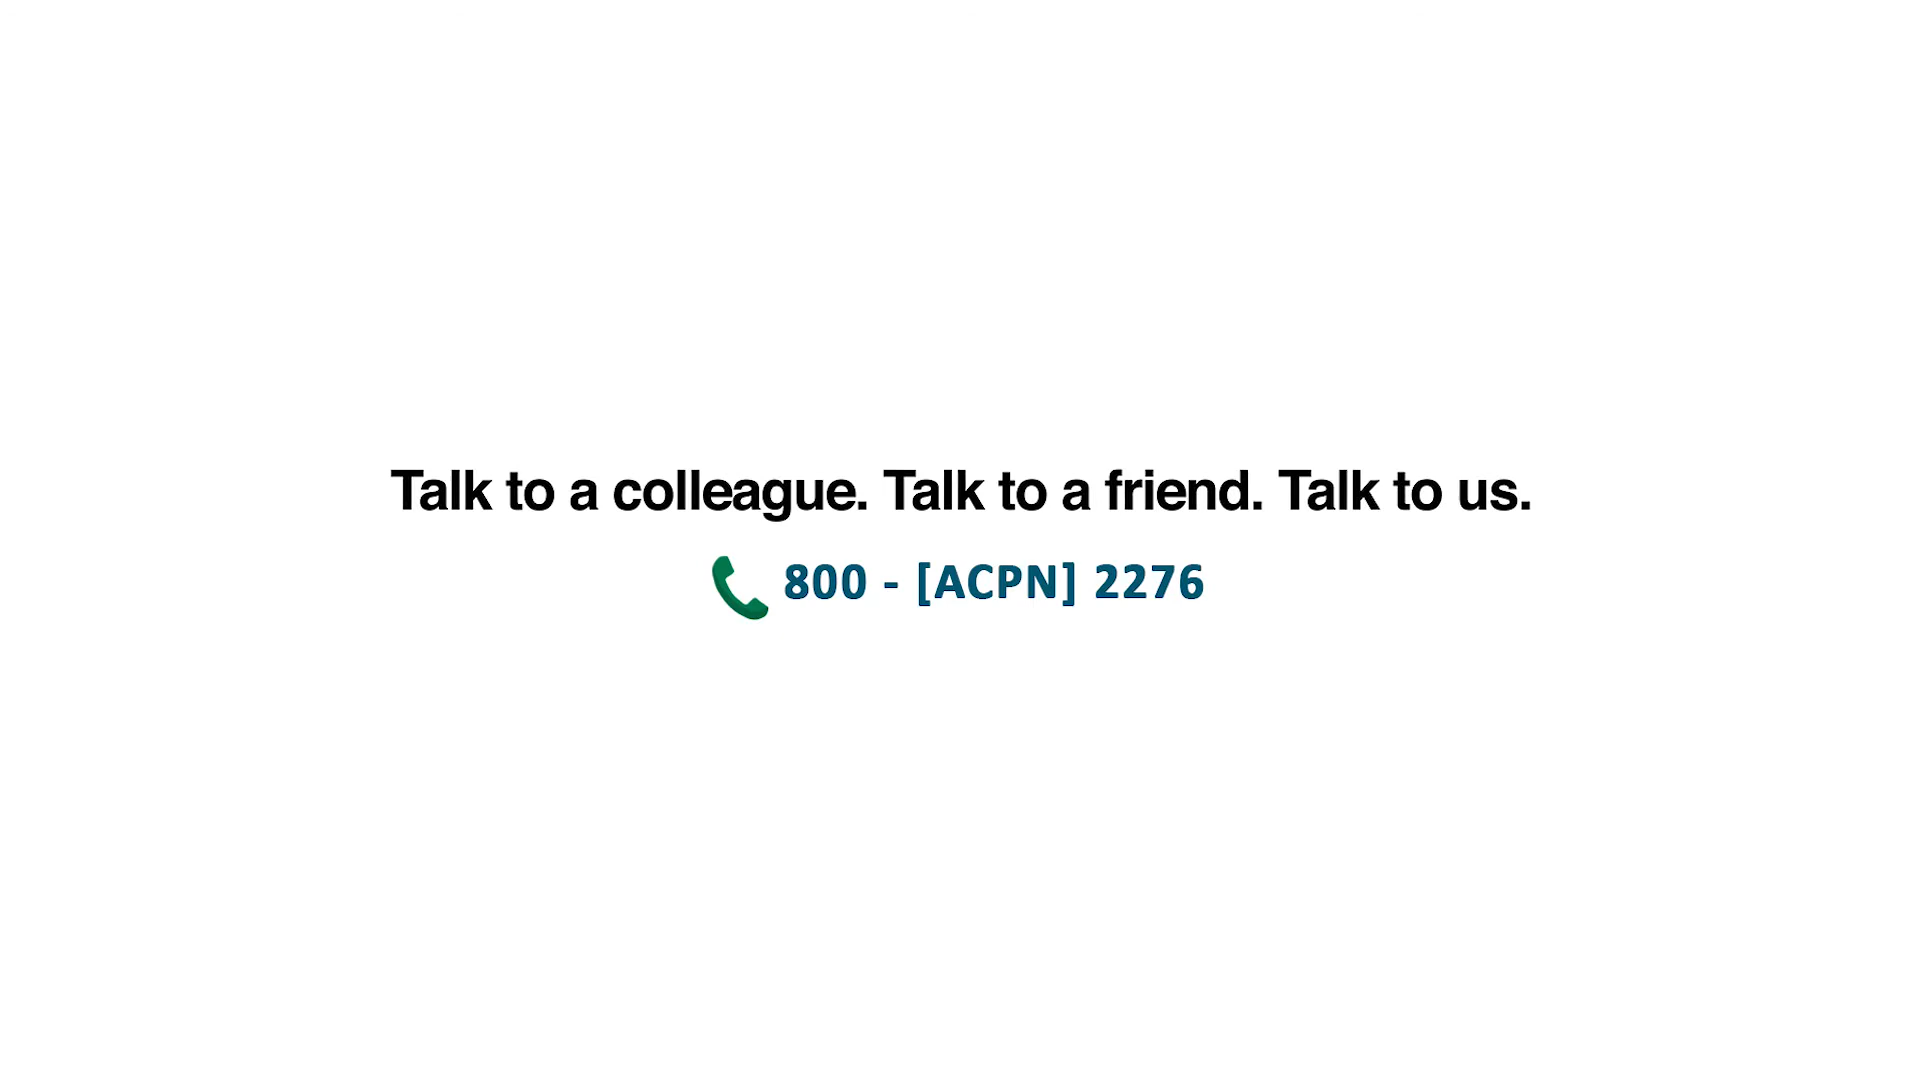 Talk to a colleague. Talk to a friend. Talk to us.
800 - [ACPN] 2276